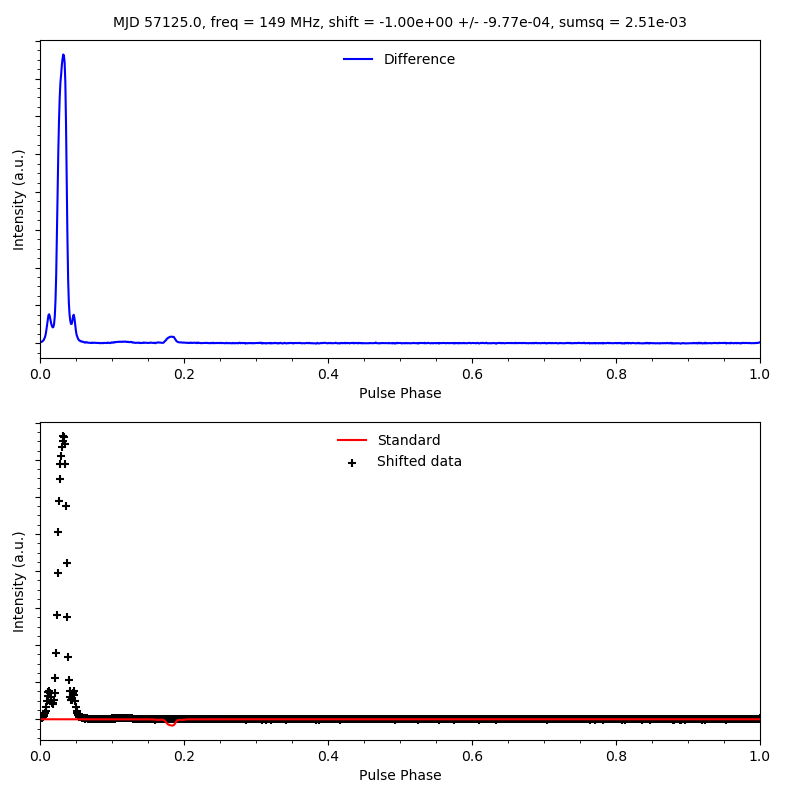 MJD 57125.0, freq = 149 MHz, shift = -1.00e+00 +/- -9.77e-04, sumsq = 2.51e-03
Difference
Intensity (a.u.)
0.0 0.2 0.4 0.6 0.8 1.0
Pulse Phase
Standard
Shifted data
Intensity (a.u.)
0.0 0.2 0.4 0.6 0.8 1.0
Pulse Phase